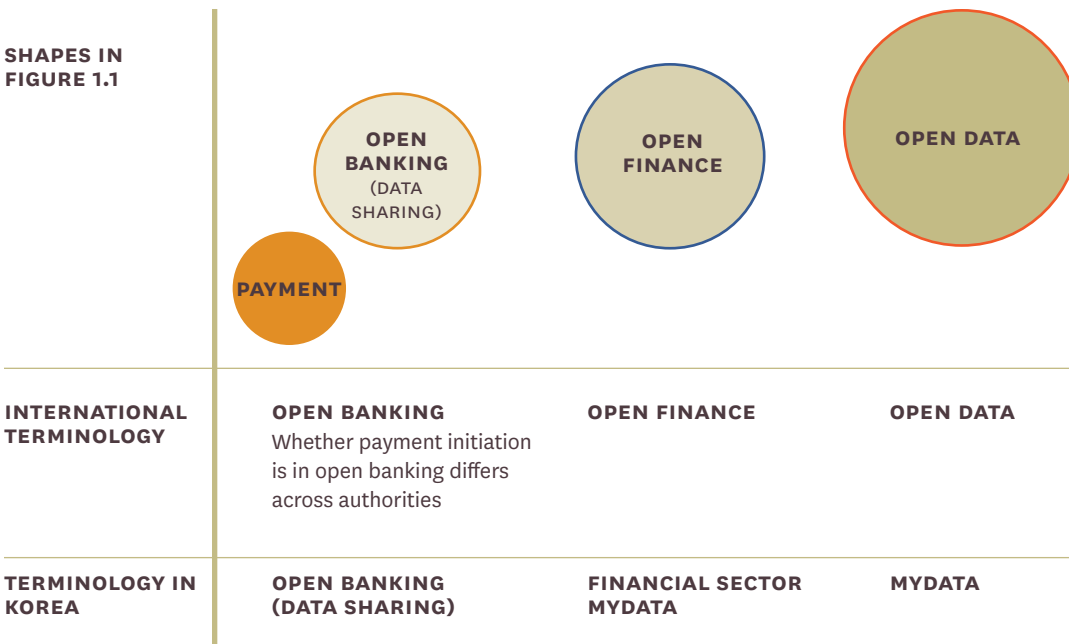 SHAPES IN
FIGURE 1.1
OPEN
BANKING
(DATA
SHARING)
PAYMENT
OPEN
FINANCE
OPEN DATA
INTERNATIONAL
TERMINOLOGY
OPEN BANKING
Whether payment initiation
is in open banking differs
across authorities
OPEN FINANCE
OPEN DATA
TERMINOLOGY IN
KOREA
OPEN BANKING
(DATA SHARING)
FINANCIAL SECTOR
MYDATA
MYDATA